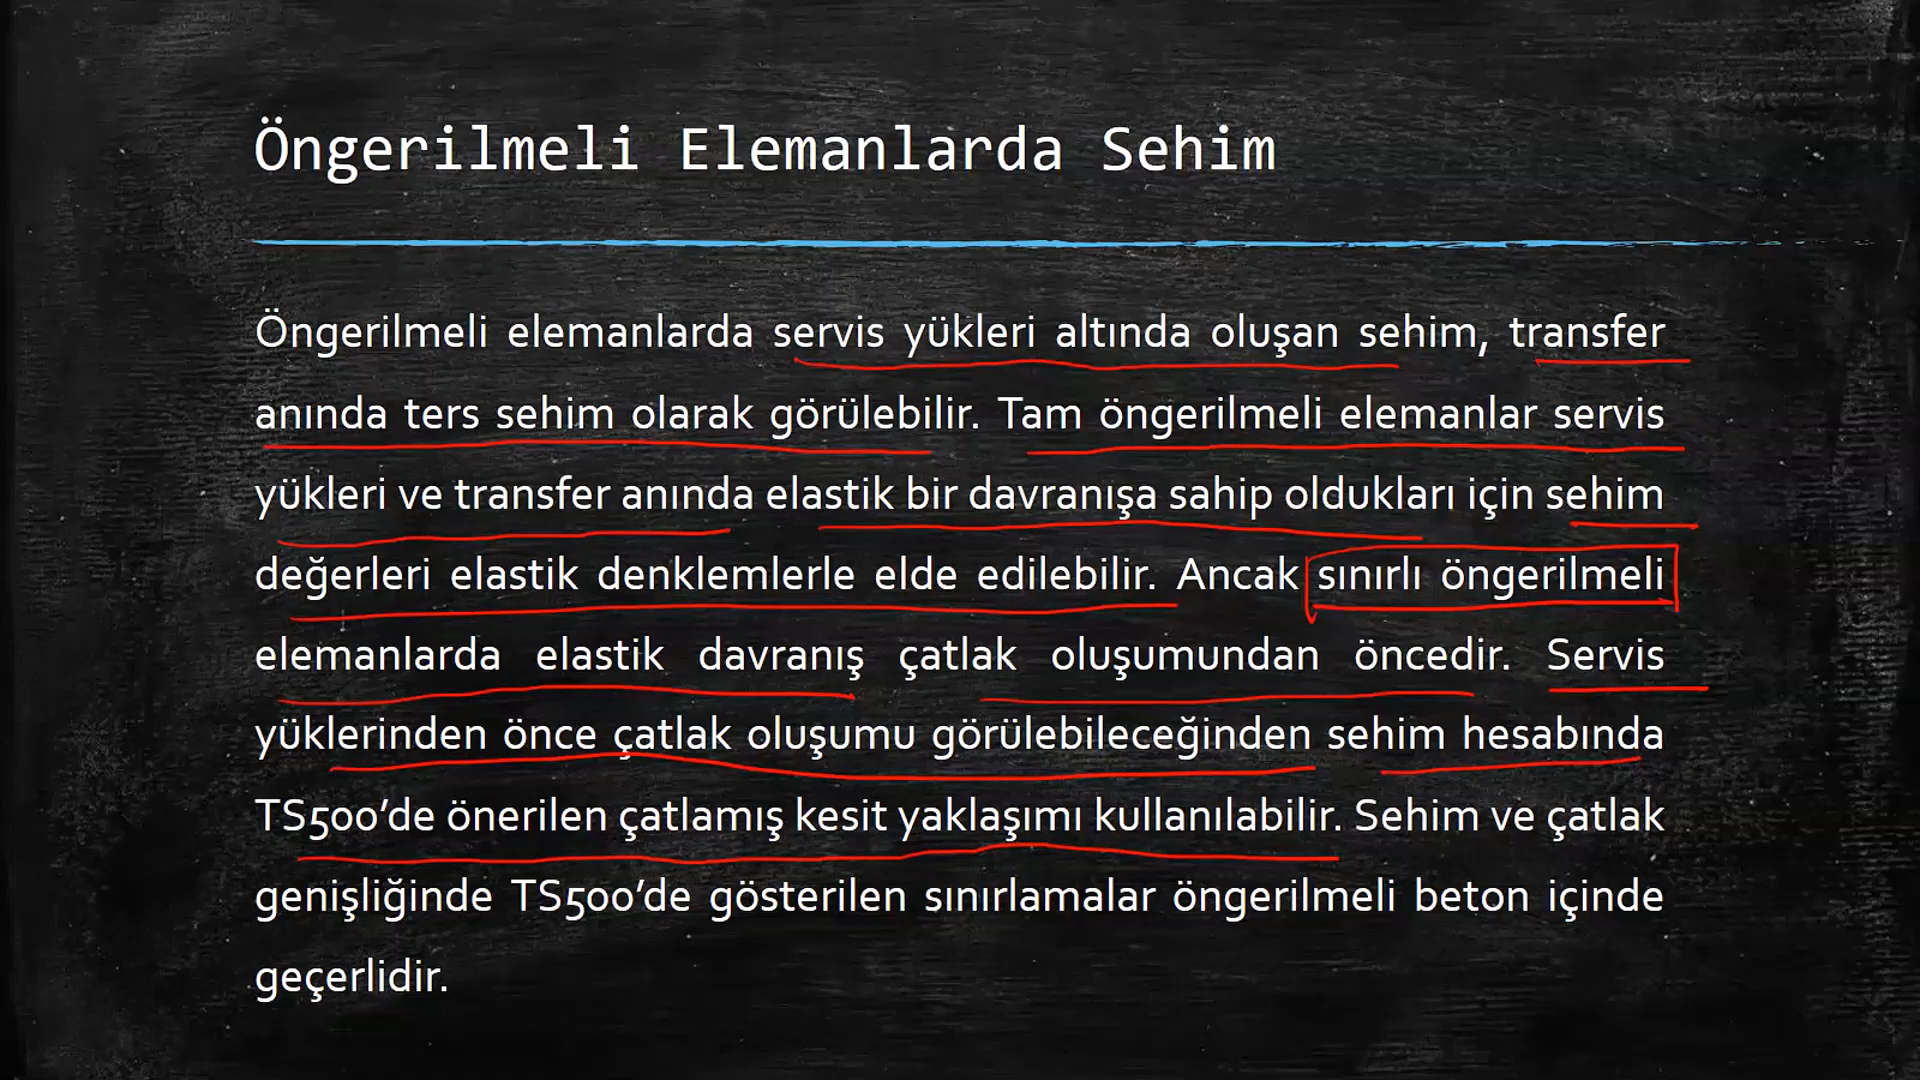 Öngerilmeli Elemanlarda Sehim
Öngerilmeli elemanlarda servis yükleri altında oluşan sehim, transfer
anında ters sehim olarak görülebilir. Tam öngerilmeli elemanlar servis
yükleri ve transfer anında elastik bir davranışa sahip oldukları için sehim
değerleri elastik denklemlerle elde edilebilir. Ancak sınırlı öngerilmeli
elemanlarda elastik davranış çatlak oluşumundan öncedir. Servis
yüklerinden önce çatlak oluşumu görülebileceğinden sehim hesabında
TS500’de önerilen çatlamış kesit yaklaşımı kullanılabilir. Sehim ve çatlak
genişliğinde TS500’de gösterilen sınırlamalar öngerilmeli beton içinde
geçerlidir.